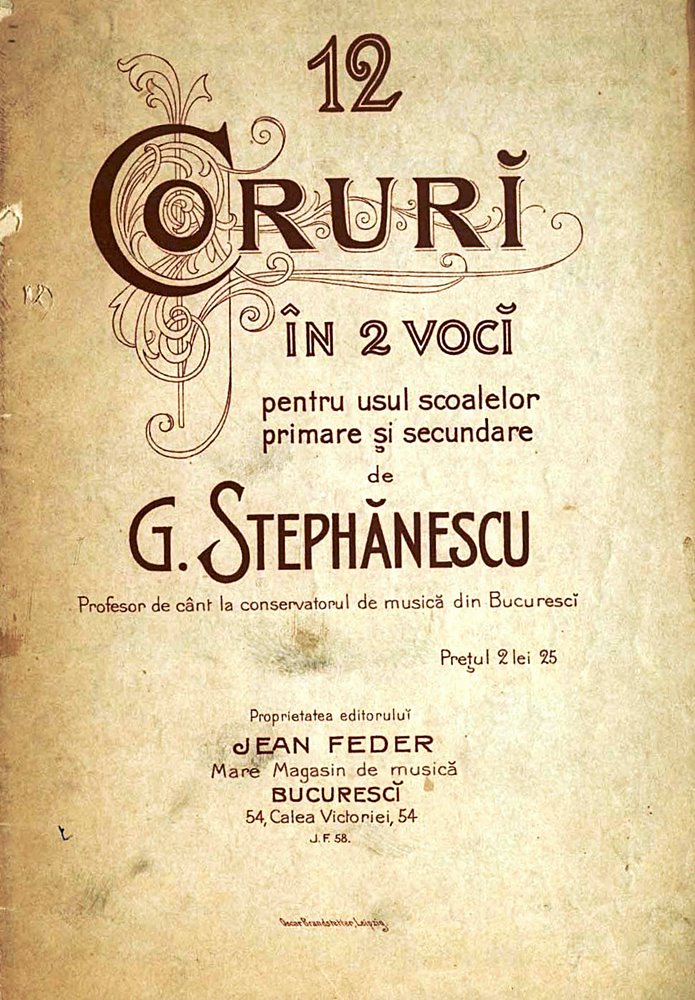 12
CORURĬ
ÎN 2 VOCĬ
pentru usul scoalelor
primare și secundare
de
G. STEPHĂNESCU
Profesor de cânt la conservatorul de musică din Bucurescĭ
Prețul 2 lei 25
Proprietatea editoruluĭ
JEAN FEDER
Mare Magasin de musică
BUCURESCĬ
54, Calea Victoriei, 54
J. F. 58.
Oscar Brandstetter, Leipzig.